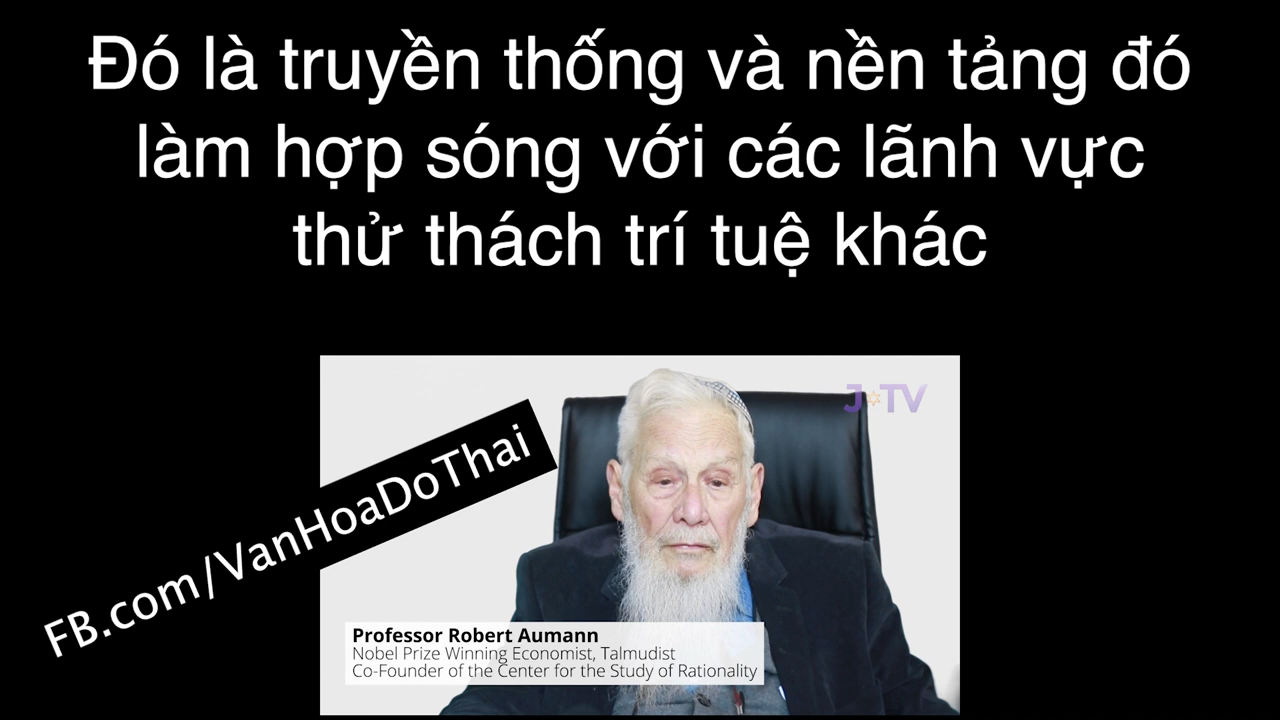 Đó là truyền thống và nền tảng đó
làm hợp sóng với các lãnh vực
thử thách trí tuệ khác
J✡TV
FB.com/VanHoaDoThai
Professor Robert Aumann
Nobel Prize Winning Economist, Talmudist
Co-Founder of the Center for the Study of Rationality